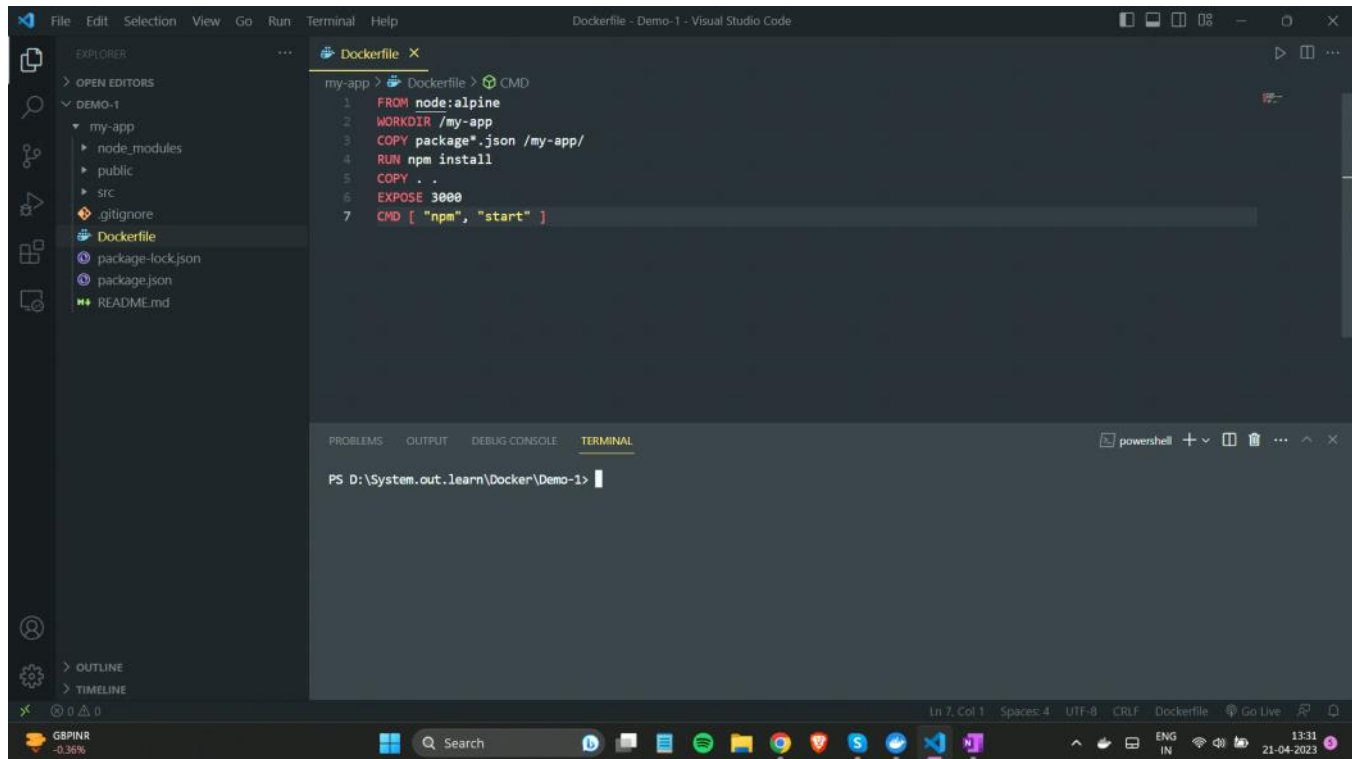 File Edit Selection View Go Run Terminal Help
Dockerfile - Demo-1 - Visual Studio Code
EXPLORER
OPEN EDITORS
DEMO-1
my-app
node_modules
public
src
.gitignore
Dockerfile
package-lock.json
package.json
README.md
OUTLINE
TIMELINE
Dockerfile
my-app > Dockerfile > CMD
1 FROM node:alpine
2 WORKDIR /my-app
3 COPY package*.json /my-app/
4 RUN npm install
5 COPY . .
6 EXPOSE 3000
7 CMD [ "npm", "start" ]
PROBLEMS OUTPUT DEBUG CONSOLE TERMINAL
powershell
PS D:\System.out.learn\Docker\Demo-1>
0 0
Ln 7, Col 1 Spaces: 4 UTF-8 CRLF Dockerfile Go Live
GBPINR
-0.36%
Search
ENG
IN
13:31
21-04-2023
5